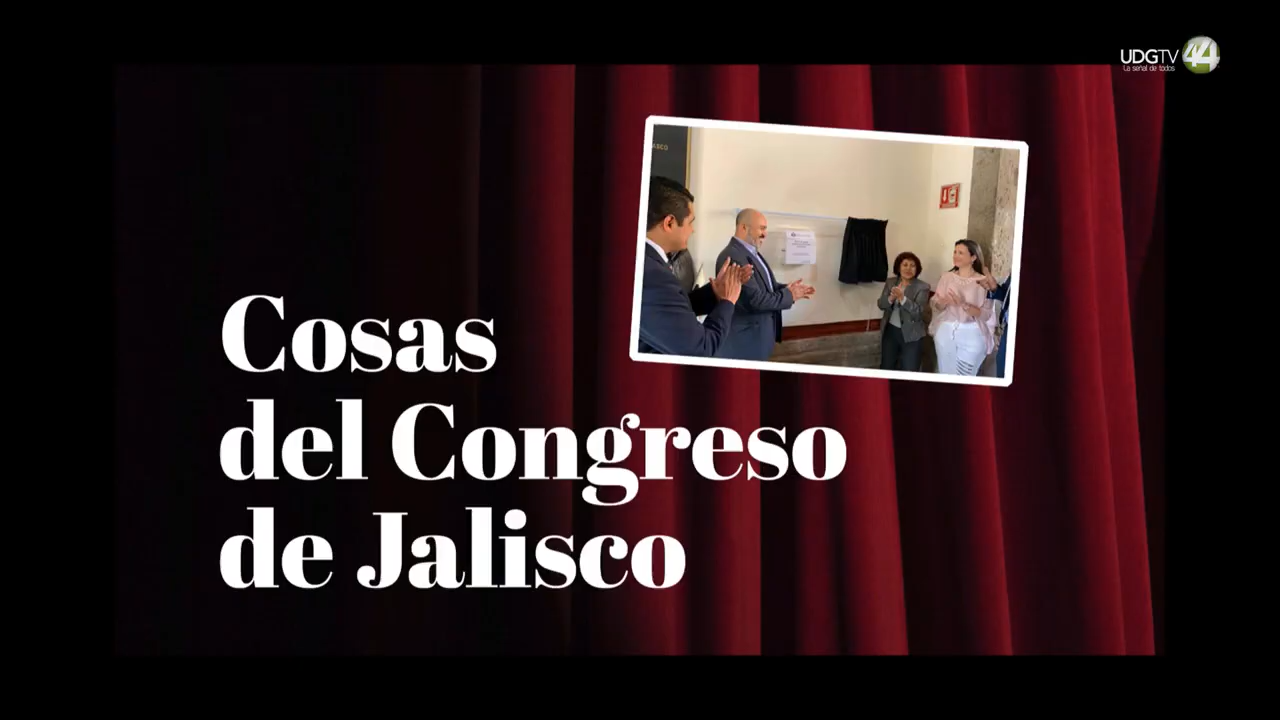 UDGTV 44
La señal de todos
Cosas
del Congreso
de Jalisco